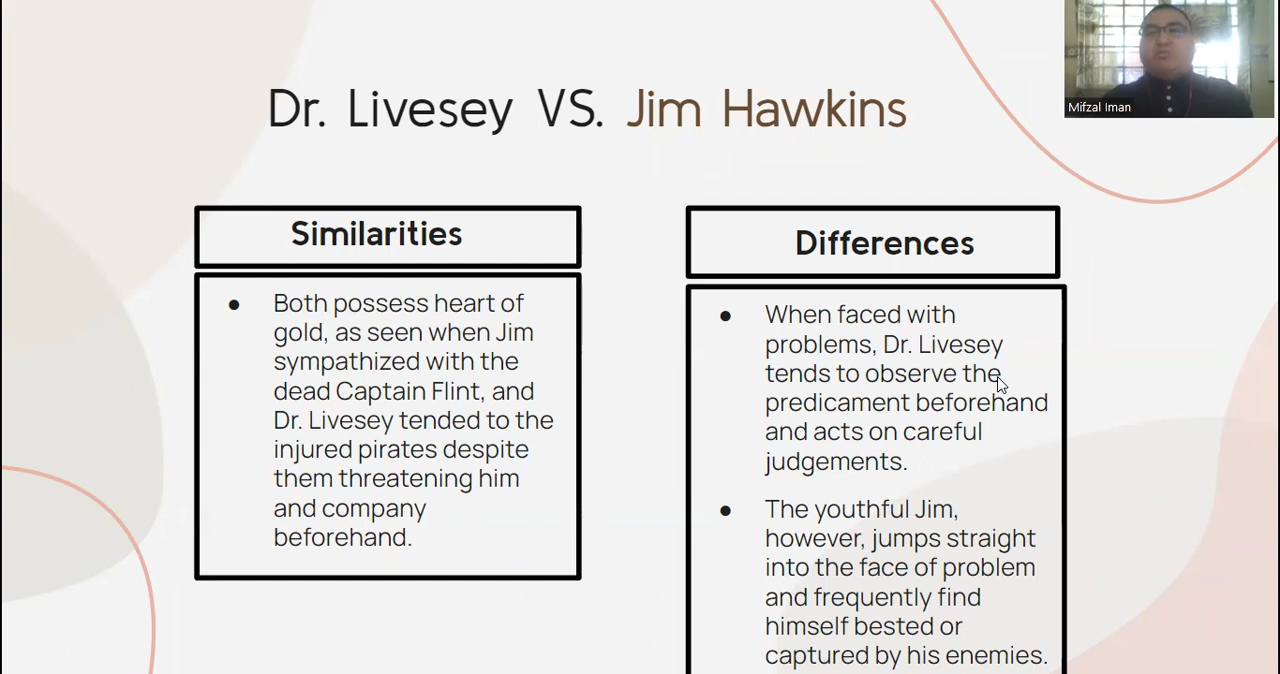 Mifzal Iman
Dr. Livesey VS. Jim Hawkins
Similarities
Both possess heart of
gold, as seen when Jim
sympathized with the
dead Captain Flint, and
Dr. Livesey tended to the
injured pirates despite
them threatening him
and company
beforehand.
Differences
When faced with
problems, Dr. Livesey
tends to observe the
predicament beforehand
and acts on careful
judgements.
The youthful Jim,
however, jumps straight
into the face of problem
and frequently find
himself bested or
captured by his enemies.